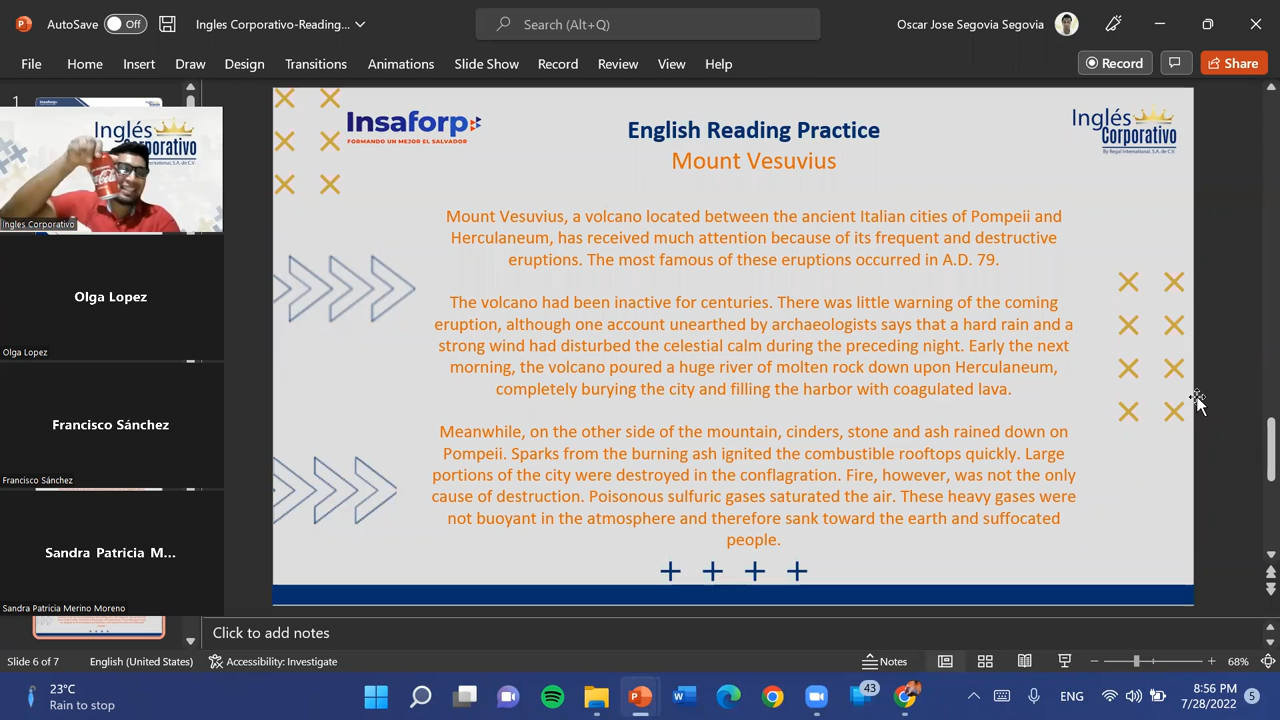 AutoSave Off Ingles Corporativo-Reading... Search (Alt+Q) Oscar Jose Segovia Segovia
File Home Insert Draw Design Transitions Animations Slide Show Record Review View Help Record Share
1
Inglés
Corporativo
Ingles Corporativo
Olga Lopez
Olga Lopez
Francisco Sánchez
Francisco Sánchez
Sandra Patricia M...
Sandra Patricia Merino Moreno
Insaforp
FORMANDO UN MEJOR EL SALVADOR
English Reading Practice
Mount Vesuvius
Inglés
Corporativo
By Regal International, S.A. de C.V.
Mount Vesuvius, a volcano located between the ancient Italian cities of Pompeii and
Herculaneum, has received much attention because of its frequent and destructive
eruptions. The most famous of these eruptions occurred in A.D. 79.
The volcano had been inactive for centuries. There was little warning of the coming
eruption, although one account unearthed by archaeologists says that a hard rain and a
strong wind had disturbed the celestial calm during the preceding night. Early the next
morning, the volcano poured a huge river of molten rock down upon Herculaneum,
completely burying the city and filling the harbor with coagulated lava.
Meanwhile, on the other side of the mountain, cinders, stone and ash rained down on
Pompeii. Sparks from the burning ash ignited the combustible rooftops quickly. Large
portions of the city were destroyed in the conflagration. Fire, however, was not the only
cause of destruction. Poisonous sulfuric gases saturated the air. These heavy gases were
not buoyant in the atmosphere and therefore sank toward the earth and suffocated
people.
Click to add notes
Slide 6 of 7 English (United States) Accessibility: Investigate Notes 68%
23°C
Rain to stop
43
ENG
8:56 PM
7/28/2022
5